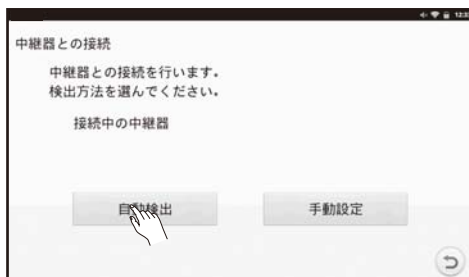 中継器との接続
中継器との接続を行います。
検出方法を選んでください。
接続中の中継器
自動検出
手動設定